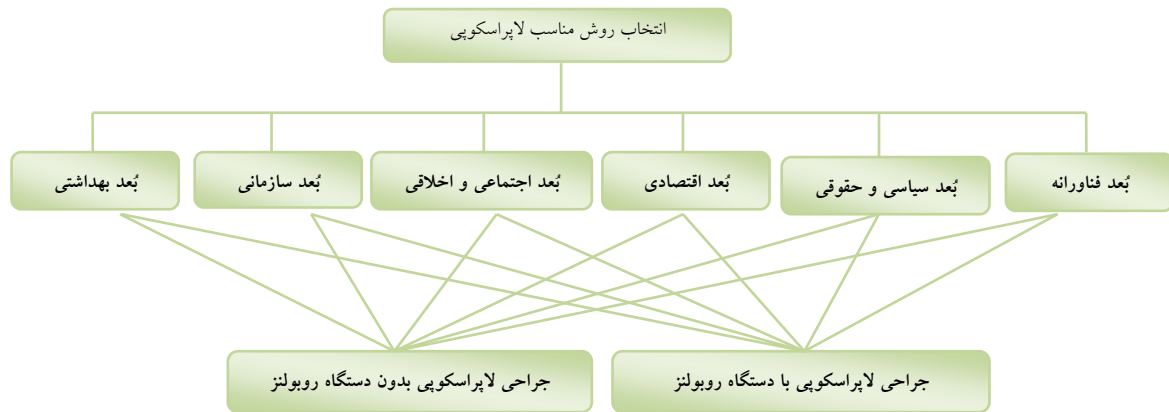 انتخاب روش مناسب لاپراسکوپی
بُعد فناورانه
بُعد سیاسی و حقوقی
بُعد اقتصادی
بُعد اجتماعی و اخلاقی
بُعد سازمانی
بُعد بهداشتی
جراحی لاپراسکوپی با دستگاه روبولنز
جراحی لاپراسکوپی بدون دستگاه روبولنز